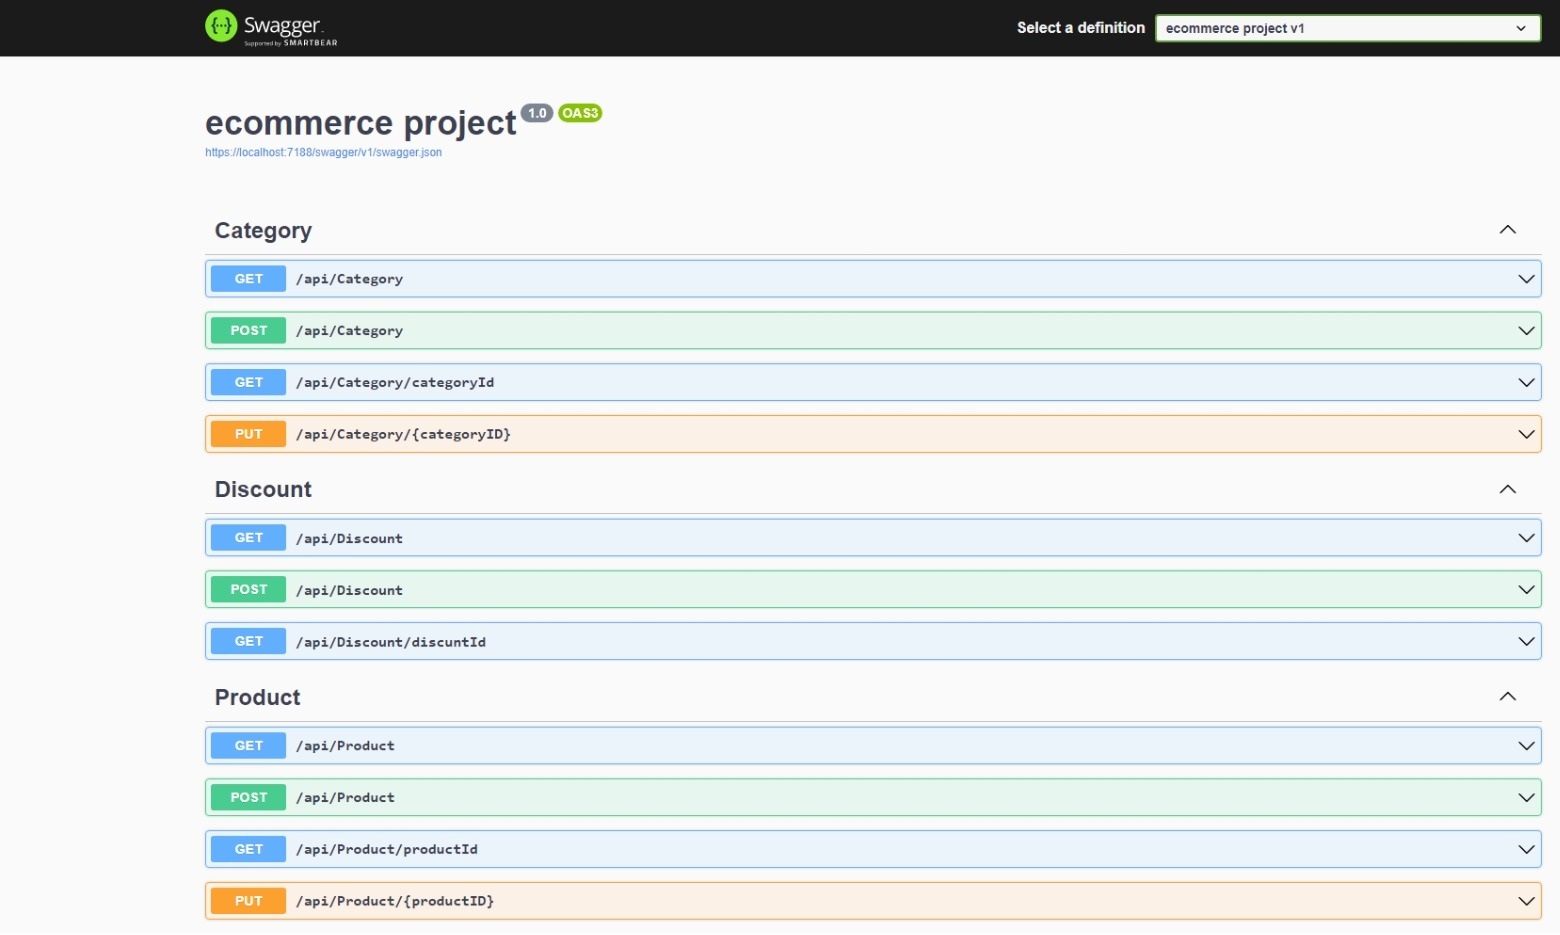 Swagger.
Supported by SMARTBEAR
Select a definition
ecommerce project v1
ecommerce project 1.0 OAS3
https://localhost:7188/swagger/v1/swagger.json
Category
GET /api/Category
POST /api/Category
GET /api/Category/categoryId
PUT /api/Category/{categoryID}
Discount
GET /api/Discount
POST /api/Discount
GET /api/Discount/discuntId
Product
GET /api/Product
POST /api/Product
GET /api/Product/productId
PUT /api/Product/{productID}